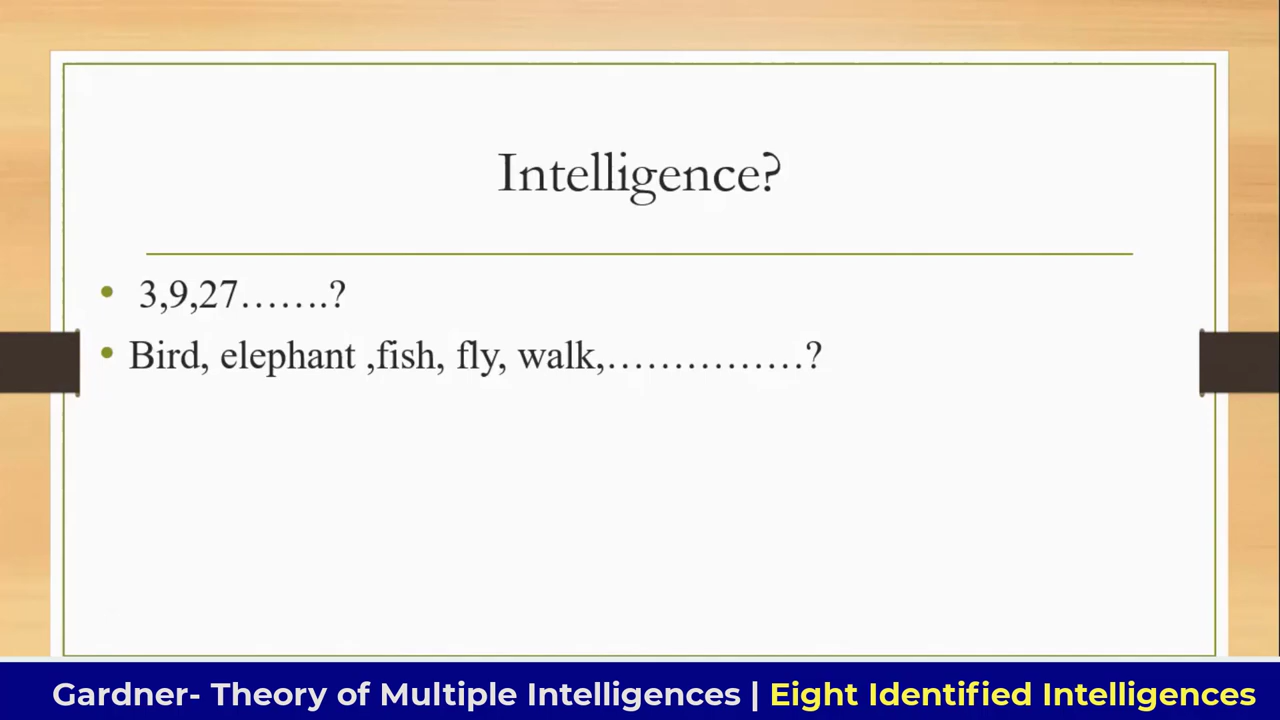 Intelligence?
• 3,9,27…….?
• Bird, elephant ,fish, fly, walk,……………?
Gardner- Theory of Multiple Intelligences | Eight Identified Intelligences